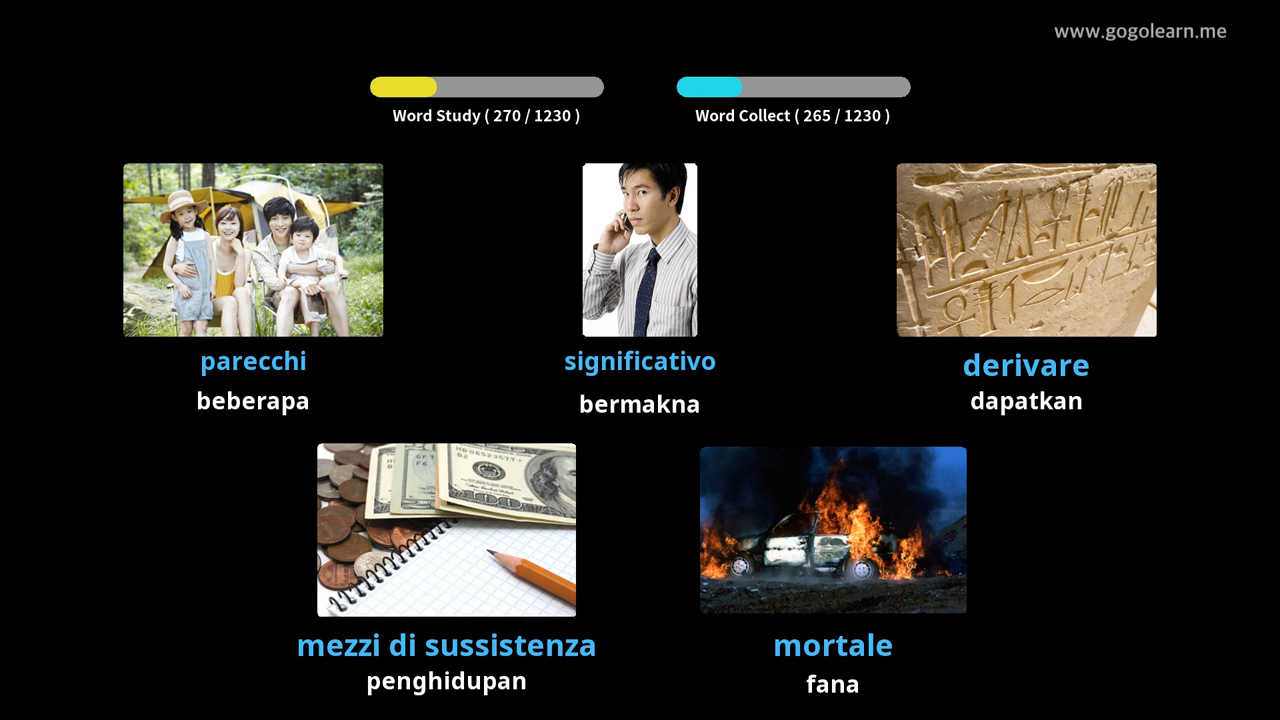 www.gogolearn.me
Word Study ( 270 / 1230 )
Word Collect ( 265 / 1230 )
parecchi
beberapa
significativo
bermakna
derivare
dapatkan
mezzi di sussistenza
penghidupan
mortale
fana